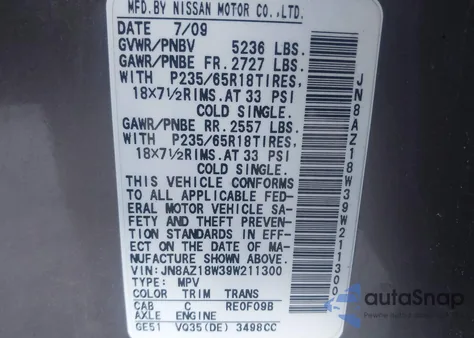 MFD.BY NISSAN MOTOR CO.,LTD.
DATE 7/09
GVWR/PNBV 5236 LBS.
GAWR/PNBE FR. 2727 LBS.
WITH P235/65R18TIRES,
18X7½RIMS.AT 33 PSI
COLD SINGLE.
GAWR/PNBE RR. 2557 LBS.
WITH P235/65R18TIRES,
18X7½RIMS.AT 33 PSI
COLD SINGLE.
THIS VEHICLE CONFORMS
TO ALL APPLICABLE FED-
ERAL MOTOR VEHICLE SA-
FETY AND THEFT PREVEN-
TION STANDARDS IN EFF-
ECT ON THE DATE OF MA-
NUFACTURE SHOWN ABOVE.
VIN: JN8AZ18W39W211300
TYPE: MPV
COLOR TRIM TRANS
CAB C RE0F09B
AXLE ENGINE
GE51 VQ35(DE) 3498CC
JN8AZ18W39W211300
autoSnap